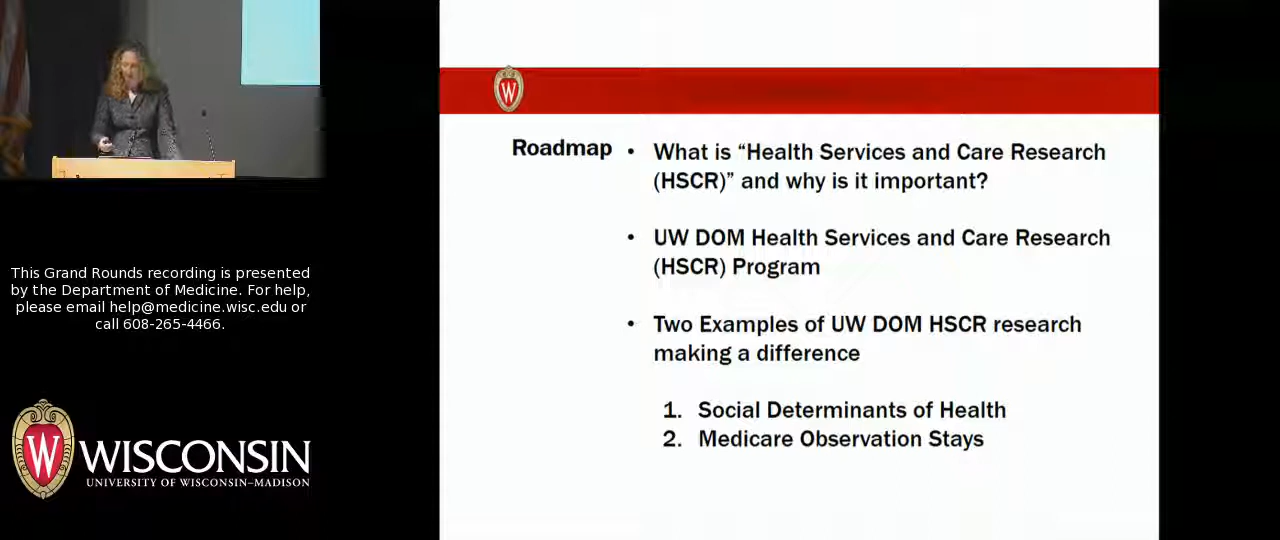 W
Roadmap
• What is “Health Services and Care Research
(HSCR)” and why is it important?
• UW DOM Health Services and Care Research
(HSCR) Program
• Two Examples of UW DOM HSCR research
making a difference
1. Social Determinants of Health
2. Medicare Observation Stays
This Grand Rounds recording is presented
by the Department of Medicine. For help,
please email help@medicine.wisc.edu or
call 608-265-4466.
W
WISCONSIN
UNIVERSITY OF WISCONSIN–MADISON